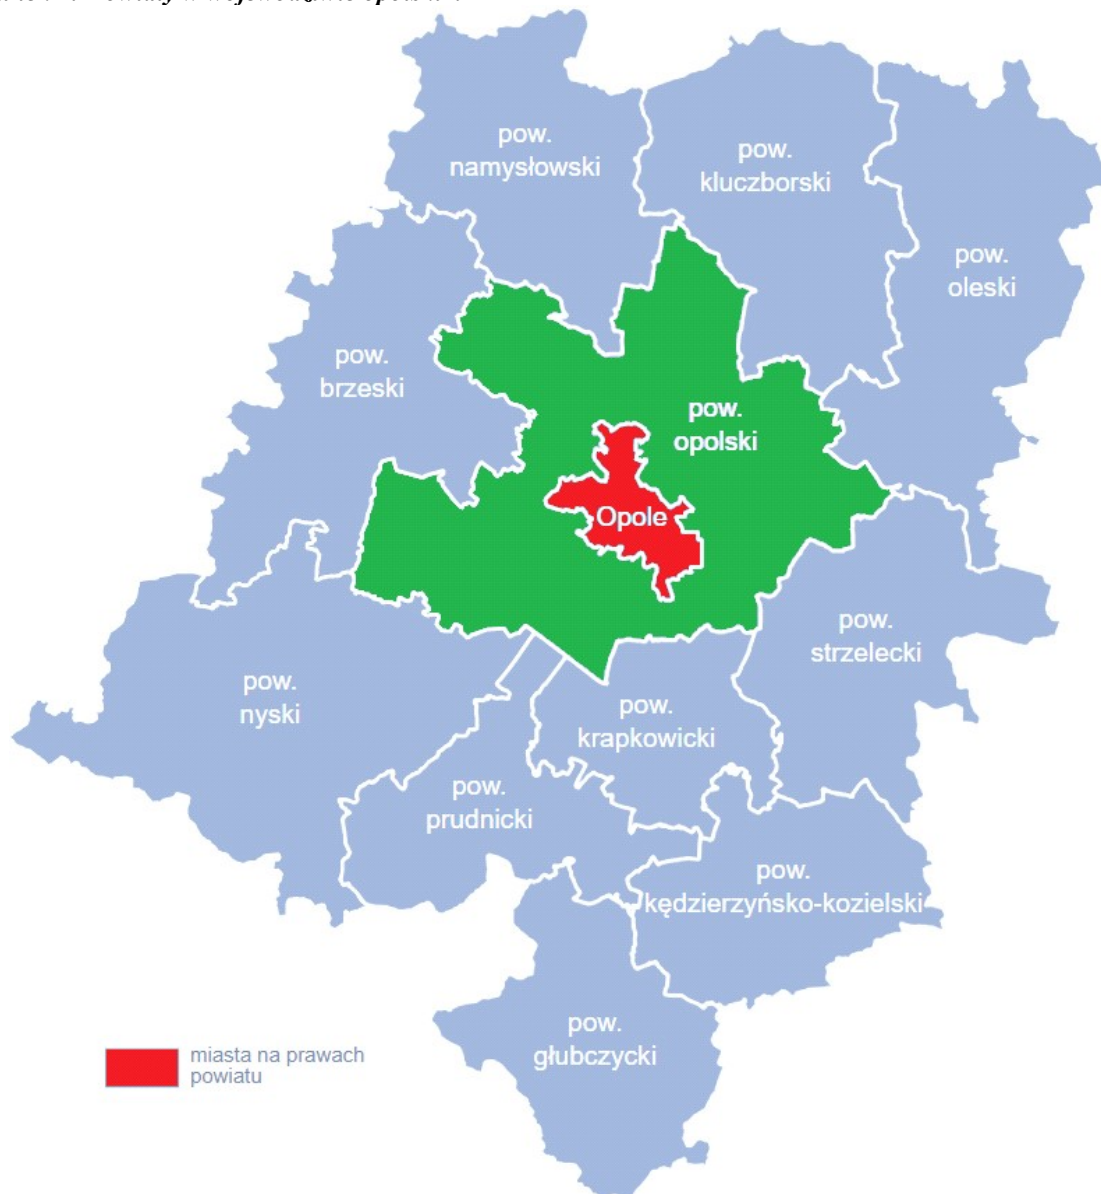 pow.
namysłowski
pow.
kluczborski
pow.
oleski
pow.
brzeski
pow.
opolski
Opole
pow.
strzelecki
pow.
nyski
pow.
krapkowicki
pow.
prudnicki
pow.
kędzierzyńsko-kozielski
pow.
głubczycki
miasta na prawach
powiatu